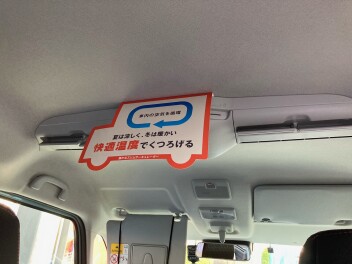 車内の空気を循環
夏は涼しく、冬は暖かい
快適温度でくつろげる